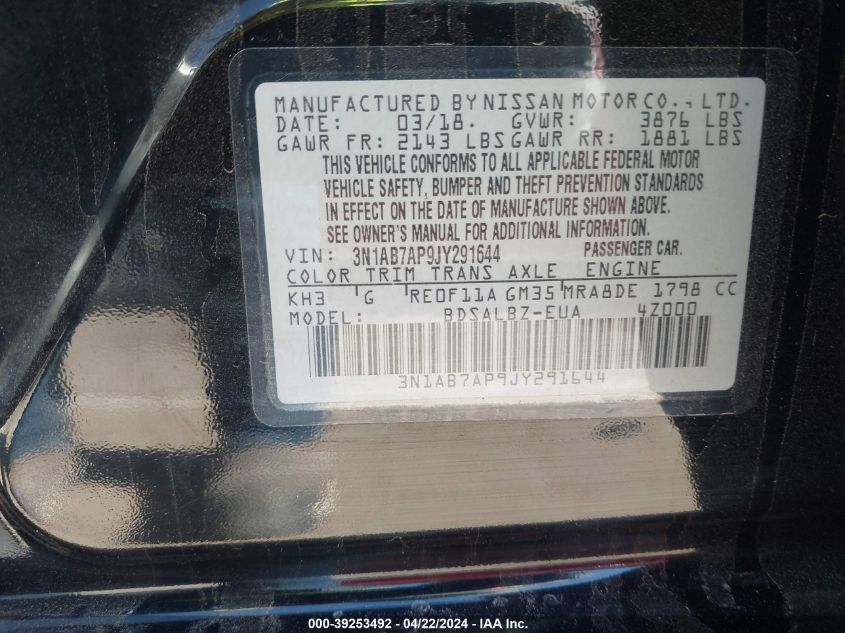 MANUFACTURED BY NISSAN MOTOR CO., LTD.
DATE: 03/18. GVWR: 3876 LBS
GAWR FR: 2143 LBS GAWR RR: 1881 LBS
THIS VEHICLE CONFORMS TO ALL APPLICABLE FEDERAL MOTOR
VEHICLE SAFETY, BUMPER AND THEFT PREVENTION STANDARDS
IN EFFECT ON THE DATE OF MANUFACTURE SHOWN ABOVE.
SEE OWNER'S MANUAL FOR ADDITIONAL INFORMATION.
VIN: 3N1AB7AP9JY291644 PASSENGER CAR.
COLOR TRIM TRANS AXLE ENGINE
KH3 G RE0F11A GM35 MRA8DE 1798 CC
MODEL: BDSALBZ-EUA 4Z000
3N1AB7AP9JY291644
000-39253492 - 04/22/2024 - IAAI Inc.